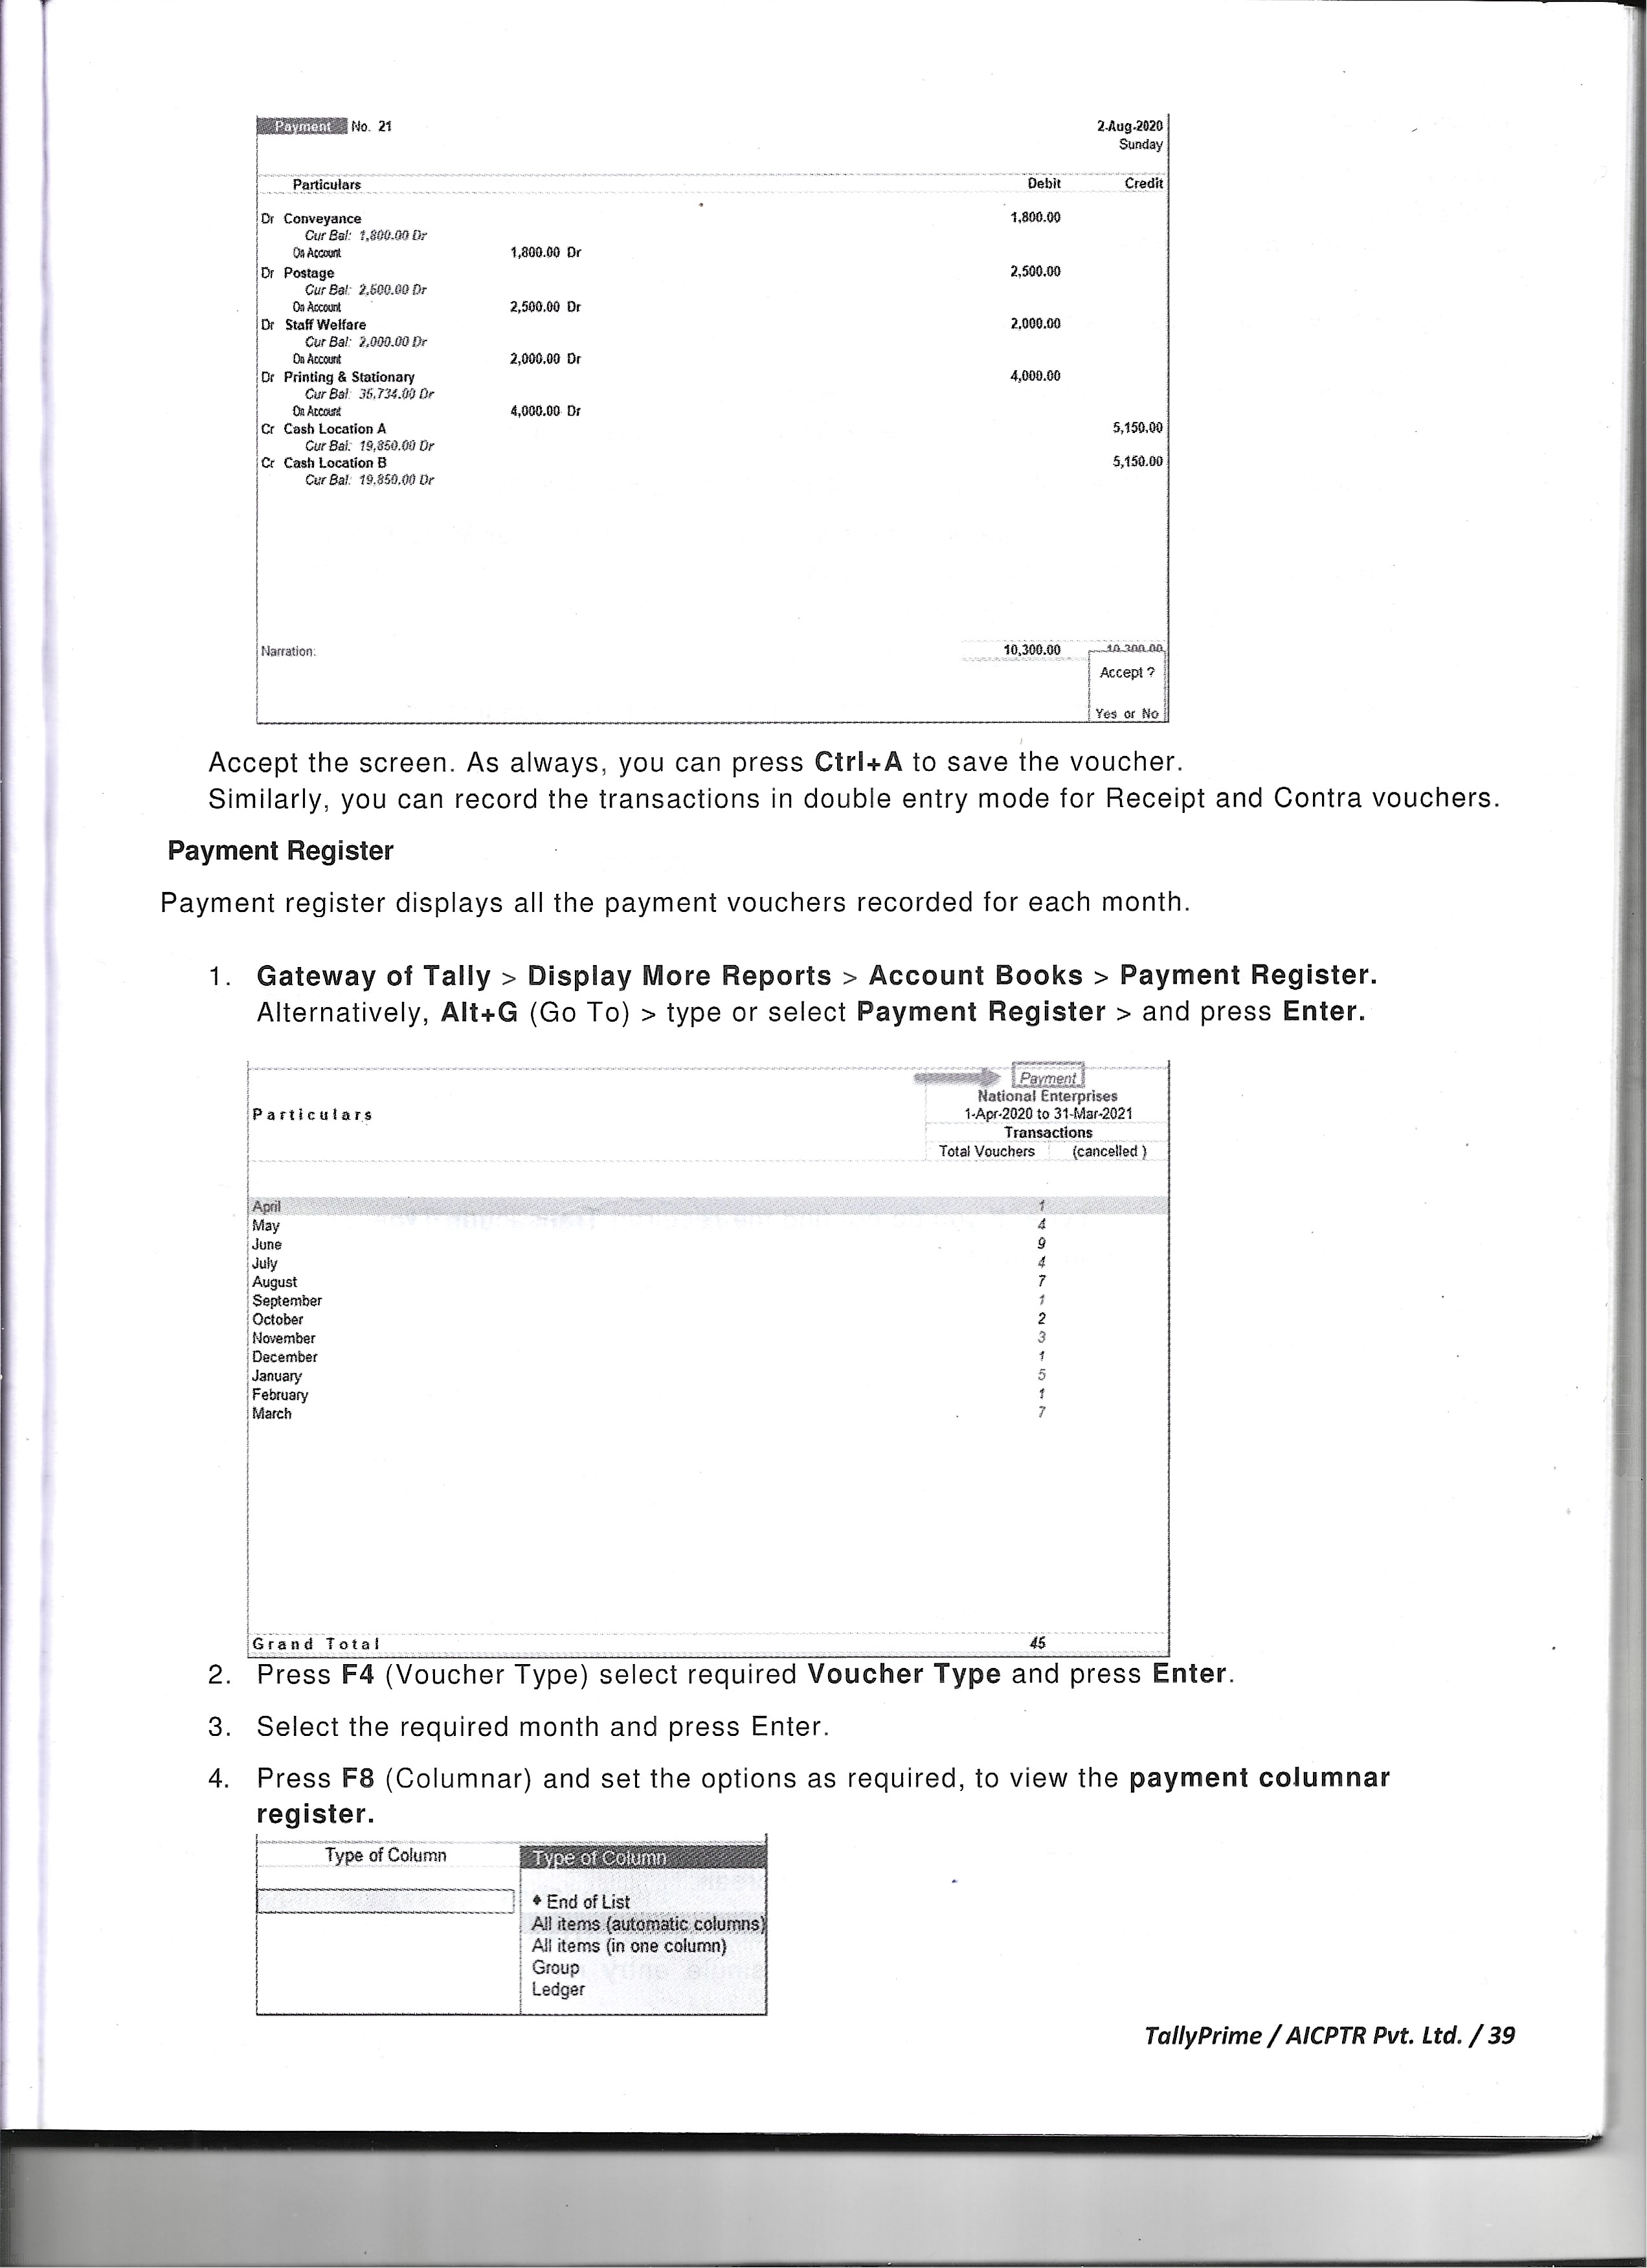 Payment No. 21 2-Aug-2020
Sunday
Particulars Debit Credit
Dr Conveyance 1,800.00
Cur Bal: 1,800.00 Dr
On Account 1,800.00 Dr
Dr Postage 2,500.00
Cur Bal: 2,500.00 Dr
On Account 2,500.00 Dr
Dr Staff Welfare 2,000.00
Cur Bal: 2,000.00 Dr
On Account 2,000.00 Dr
Dr Printing & Stationary 4,000.00
Cur Bal: 36,734.00 Dr
On Account 4,000.00 Dr
Cr Cash Location A 5,150.00
Cur Bal: 19,850.00 Dr
Cr Cash Location B 5,150.00
Cur Bal: 19,850.00 Dr
Narration: 10,300.00 10,300.00
Accept ?
Yes or No
Accept the screen. As always, you can press Ctrl+A to save the voucher.
Similarly, you can record the transactions in double entry mode for Receipt and Contra vouchers.
Payment Register
Payment register displays all the payment vouchers recorded for each month.
1. Gateway of Tally > Display More Reports > Account Books > Payment Register.
Alternatively, Alt+G (Go To) > type or select Payment Register > and press Enter.
Payment
National Enterprises
Particulars 1-Apr-2020 to 31-Mar-2021
Transactions
Total Vouchers (cancelled )
April 1
May 4
June 9
July 4
August 7
September 1
October 2
November 3
December 1
January 5
February 1
March 7
Grand Total 45
2. Press F4 (Voucher Type) select required Voucher Type and press Enter.
3. Select the required month and press Enter.
4. Press F8 (Columnar) and set the options as required, to view the payment columnar
register.
Type of Column Type of Column
♦ End of List
All items (automatic columns)
All items (in one column)
Group
Ledger
TallyPrime / AICPTR Pvt. Ltd. / 39